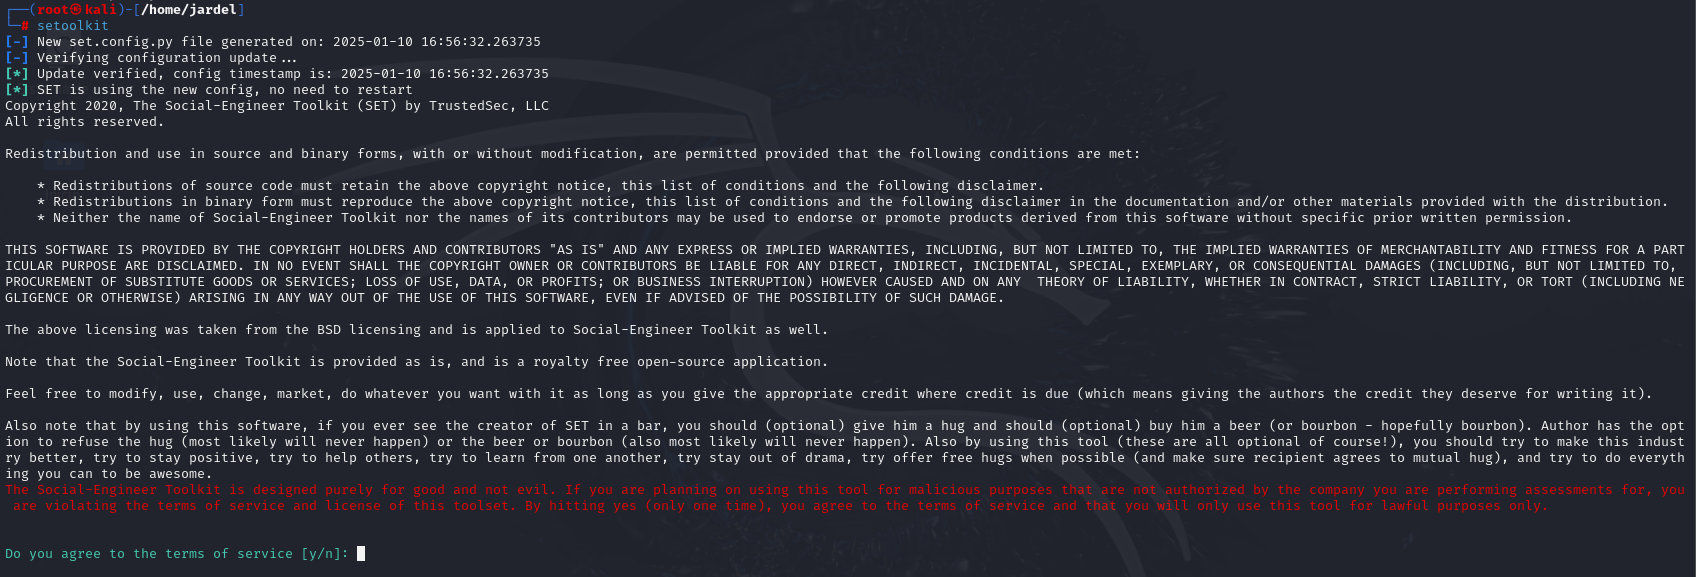 ┌──(root㉿kali)-[/home/jardel]
└─# setoolkit
[-] New set.config.py file generated on: 2025-01-10 16:56:32.263735
[-] Verifying configuration update...
[*] Update verified, config timestamp is: 2025-01-10 16:56:32.263735
[*] SET is using the new config, no need to restart
Copyright 2020, The Social-Engineer Toolkit (SET) by TrustedSec, LLC
All rights reserved.
Redistribution and use in source and binary forms, with or without modification, are permitted provided that the following conditions are met:
* Redistributions of source code must retain the above copyright notice, this list of conditions and the following disclaimer.
* Redistributions in binary form must reproduce the above copyright notice, this list of conditions and the following disclaimer in the documentation and/or other materials provided with the distribution.
* Neither the name of Social-Engineer Toolkit nor the names of its contributors may be used to endorse or promote products derived from this software without specific prior written permission.
THIS SOFTWARE IS PROVIDED BY THE COPYRIGHT HOLDERS AND CONTRIBUTORS "AS IS" AND ANY EXPRESS OR IMPLIED WARRANTIES, INCLUDING, BUT NOT LIMITED TO, THE IMPLIED WARRANTIES OF MERCHANTABILITY AND FITNESS FOR A PART
ICULAR PURPOSE ARE DISCLAIMED. IN NO EVENT SHALL THE COPYRIGHT OWNER OR CONTRIBUTORS BE LIABLE FOR ANY DIRECT, INDIRECT, INCIDENTAL, SPECIAL, EXEMPLARY, OR CONSEQUENTIAL DAMAGES (INCLUDING, BUT NOT LIMITED TO,
PROCUREMENT OF SUBSTITUTE GOODS OR SERVICES; LOSS OF USE, DATA, OR PROFITS; OR BUSINESS INTERRUPTION) HOWEVER CAUSED AND ON ANY  THEORY OF LIABILITY, WHETHER IN CONTRACT, STRICT LIABILITY, OR TORT (INCLUDING NE
GLIGENCE OR OTHERWISE) ARISING IN ANY WAY OUT OF THE USE OF THIS SOFTWARE, EVEN IF ADVISED OF THE POSSIBILITY OF SUCH DAMAGE.
The above licensing was taken from the BSD licensing and is applied to Social-Engineer Toolkit as well.
Note that the Social-Engineer Toolkit is provided as is, and is a royalty free open-source application.
Feel free to modify, use, change, market, do whatever you want with it as long as you give the appropriate credit where credit is due (which means giving the authors the credit they deserve for writing it).
Also note that by using this software, if you ever see the creator of SET in a bar, you should (optional) give him a hug and should (optional) buy him a beer (or bourbon - hopefully bourbon). Author has the opt
ion to refuse the hug (most likely will never happen) or the beer or bourbon (also most likely will never happen). Also by using this tool (these are all optional of course!), you should try to make this indust
ry better, try to stay positive, try to help others, try to learn from one another, try stay out of drama, try offer free hugs when possible (and make sure recipient agrees to mutual hug), and try to do everyth
ing you can to be awesome.
The Social-Engineer Toolkit is designed purely for good and not evil. If you are planning on using this tool for malicious purposes that are not authorized by the company you are performing assessments for, you
are violating the terms of service and license of this toolset. By hitting yes (only one time), you agree to the terms of service and that you will only use this tool for lawful purposes only.
Do you agree to the terms of service [y/n]: